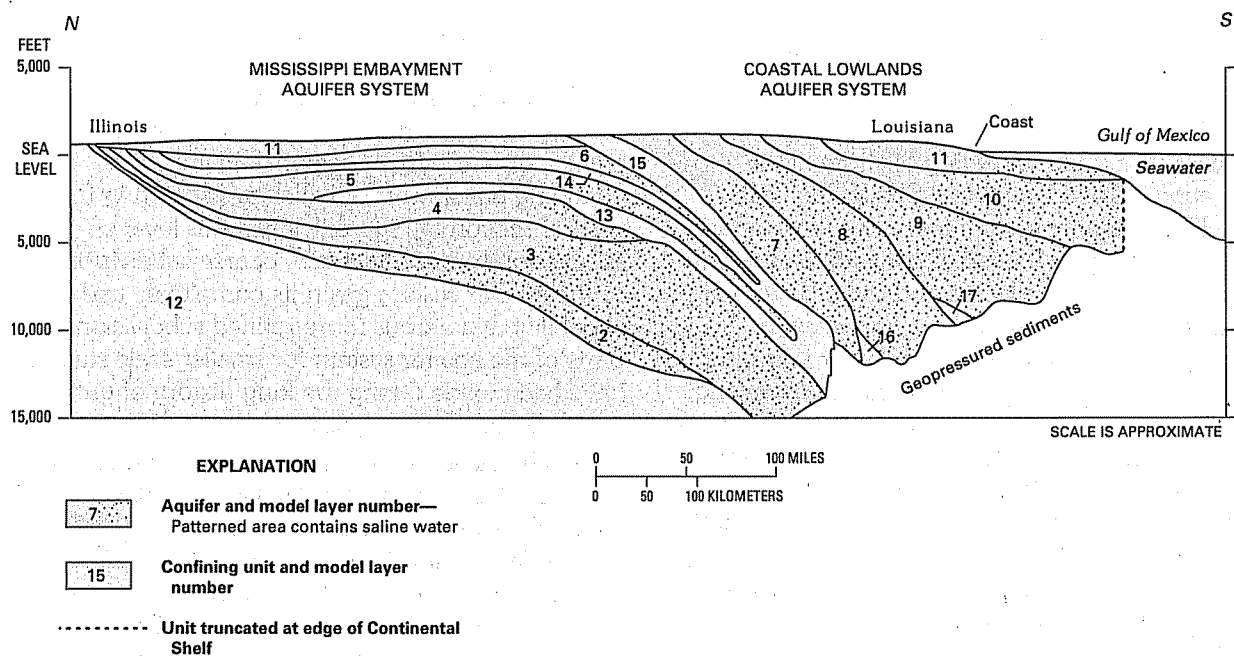 N
S
FEET
5,000
MISSISSIPPI EMBAYMENT
AQUIFER SYSTEM
COASTAL LOWLANDS
AQUIFER SYSTEM
Illinois
Louisiana
Coast
Gulf of Mexico
SEA
LEVEL
Seawater
11
6
15
11
5
14
10
4
13
9
7
8
3
5,000
12
17
10,000
2
16
Geopressured sediments
15,000
SCALE IS APPROXIMATE
EXPLANATION
0 50 100 MILES
0 50 100 KILOMETERS
7 Aquifer and model layer number—
Patterned area contains saline water
15 Confining unit and model layer
number
Unit truncated at edge of Continental
Shelf